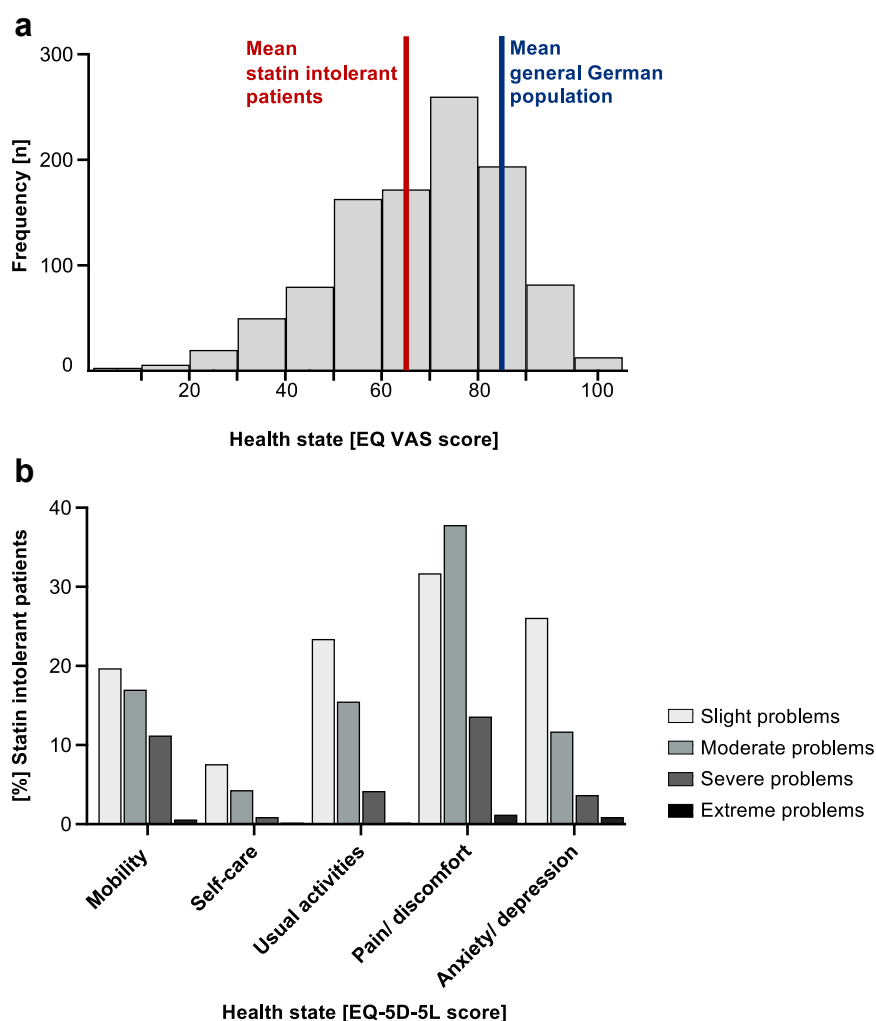 a
Mean
statin intolerant
patients
Mean
general German
population
Frequency [n]
300
200
100
0
20 40 60 80 100
Health state [EQ VAS score]
b
[%] Statin intolerant patients
40
30
20
10
0
Mobility
Self-care
Usual activities
Pain/ discomfort
Anxiety/ depression
Slight problems
Moderate problems
Severe problems
Extreme problems
Health state [EQ-5D-5L score]